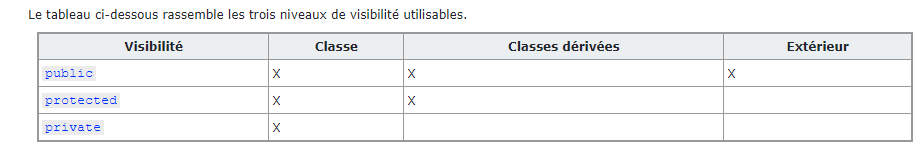 Le tableau ci-dessous rassemble les trois niveaux de visibilité utilisables.
Visibilité Classe Classes dérivées Extérieur
public X X X
protected X X
private X